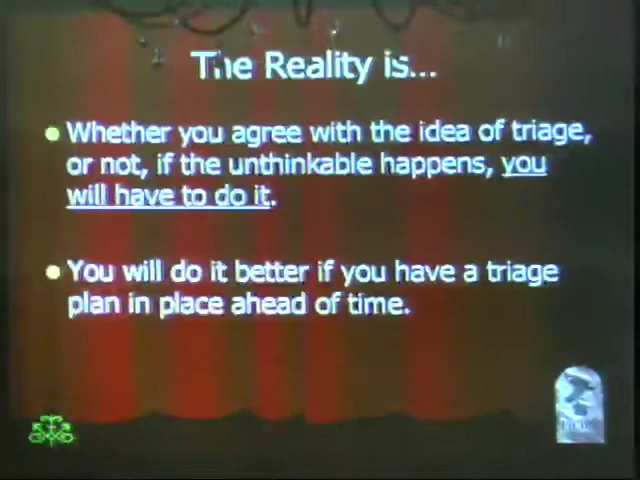 The Reality is...
Whether you agree with the idea of triage,
or not, if the unthinkable happens, you
will have to do it.
You will do it better if you have a triage
plan in place ahead of time.